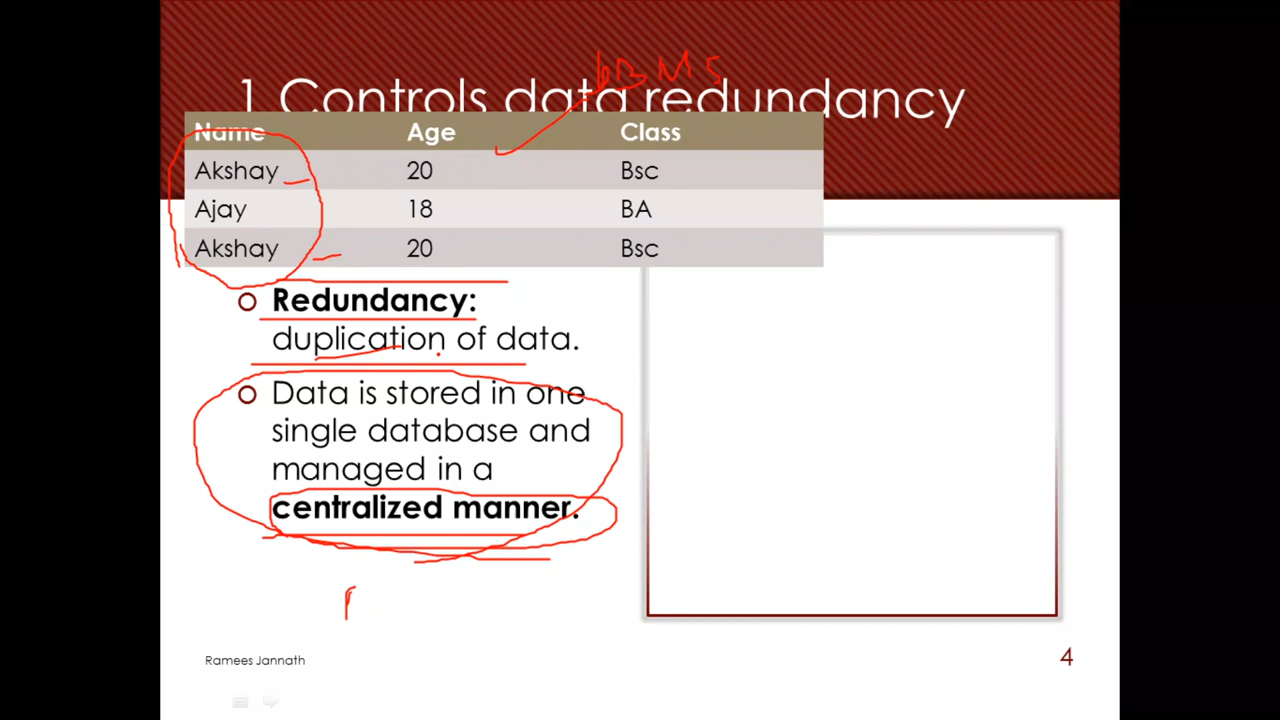 1 Controls data redundancy
DBMS
Name Age Class
Akshay 20 Bsc
Ajay 18 BA
Akshay 20 Bsc
Redundancy:
duplication of data.
Data is stored in one
single database and
managed in a
centralized manner.
Ramees Jannath
4